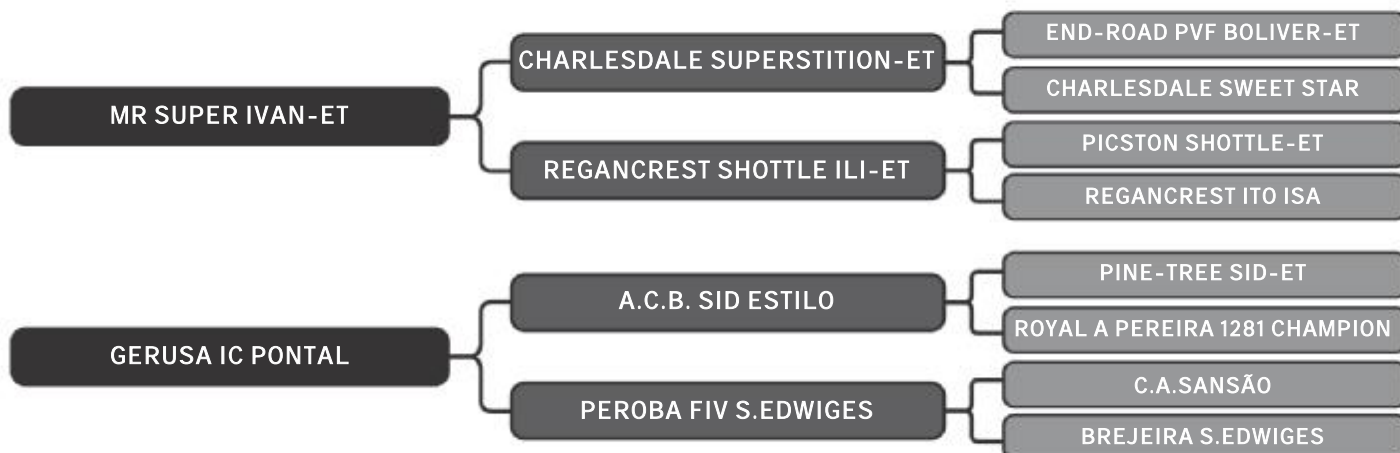 MR SUPER IVAN-ET
CHARLESDALE SUPERSTITION-ET
END-ROAD PVF BOLIVER-ET
CHARLESDALE SWEET STAR
REGANCREST SHOTTLE ILI-ET
PICSTON SHOTTLE-ET
REGANCREST ITO ISA
GERUSA IC PONTAL
A.C.B. SID ESTILO
PINE-TREE SID-ET
ROYAL A PEREIRA 1281 CHAMPION
PEROBA FIV S.EDWIGES
C.A.SANSÃO
BREJEIRA S.EDWIGES